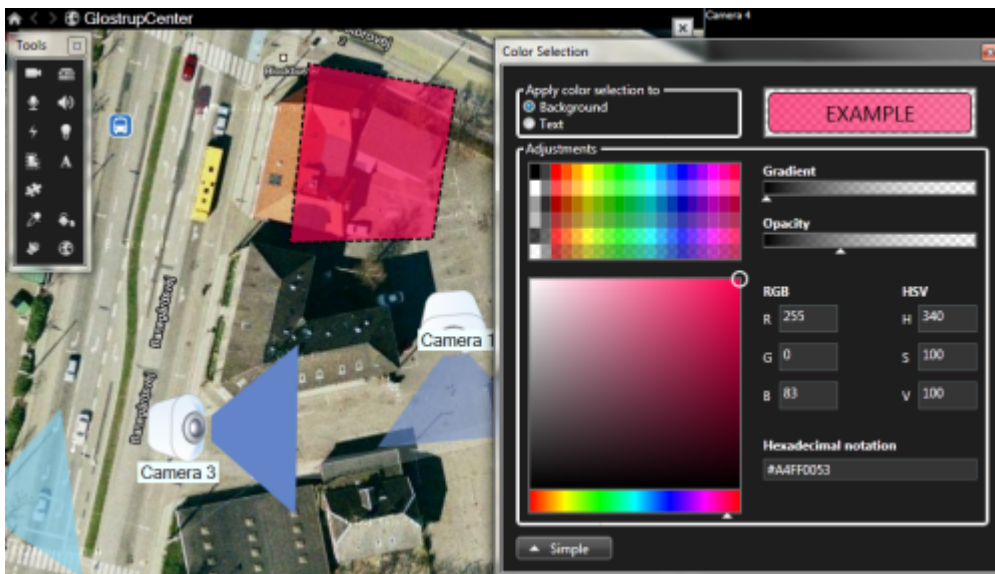 GlostrupCenter
Camera 4
Tools
Color Selection
Apply color selection to
Background
Text
EXAMPLE
Adjustments
Gradient
Opacity
RGB
HSV
R 255
H 340
G 0
S 100
B 83
V 100
Hexadecimal notation
#A4FF0053
Simple
A
Camera 1
Camera 3